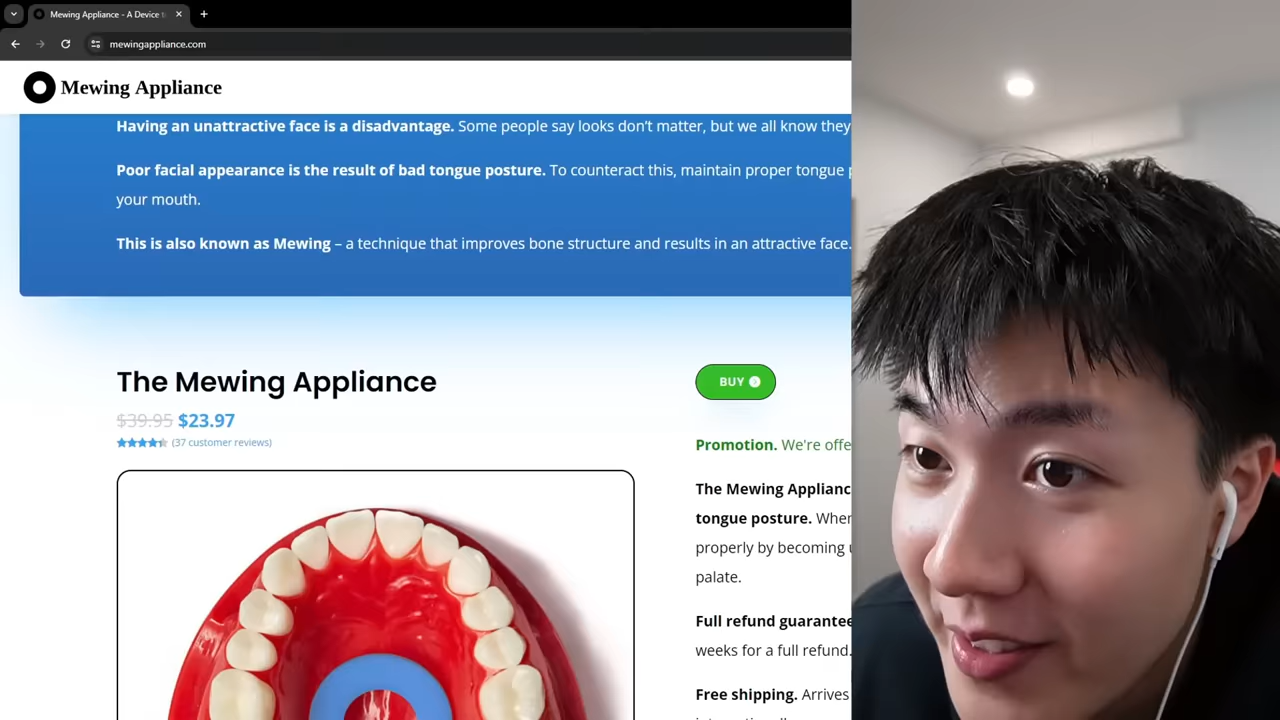 Mewing Appliance - A Device t
mewingappliance.com
Mewing Appliance
Having an unattractive face is a disadvantage. Some people say looks don't matter, but we all know they
Poor facial appearance is the result of bad tongue posture. To counteract this, maintain proper tongue p
your mouth.
This is also known as Mewing – a technique that improves bone structure and results in an attractive face.
The Mewing Appliance
$39.95 $23.97
(37 customer reviews)
BUY
Promotion. We're offe
The Mewing Applianc
tongue posture. When
properly by becoming u
palate.
Full refund guarantee
weeks for a full refund.
Free shipping. Arrives